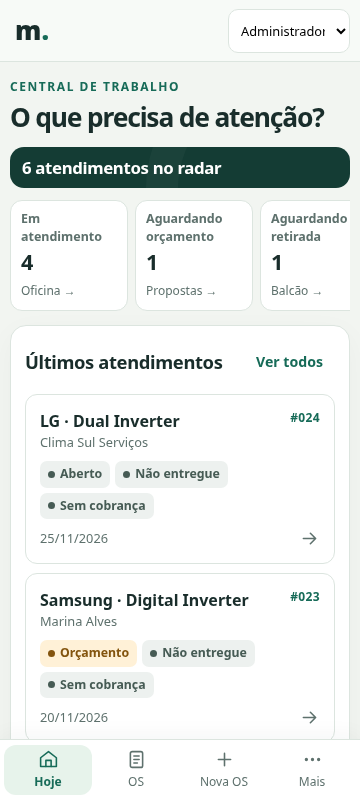 m.
Administrador
CENTRAL DE TRABALHO
O que precisa de atenção?
6 atendimentos no radar
Em
atendimento
4
Oficina →
Aguardando
orçamento
1
Propostas →
Aguardando
retirada
1
Balcão →
Últimos atendimentos
Ver todos
LG · Dual Inverter
#024
Clima Sul Serviços
Aberto
Não entregue
Sem cobrança
25/11/2026
Samsung · Digital Inverter
#023
Marina Alves
Orçamento
Não entregue
Sem cobrança
20/11/2026
Hoje
OS
Nova OS
Mais